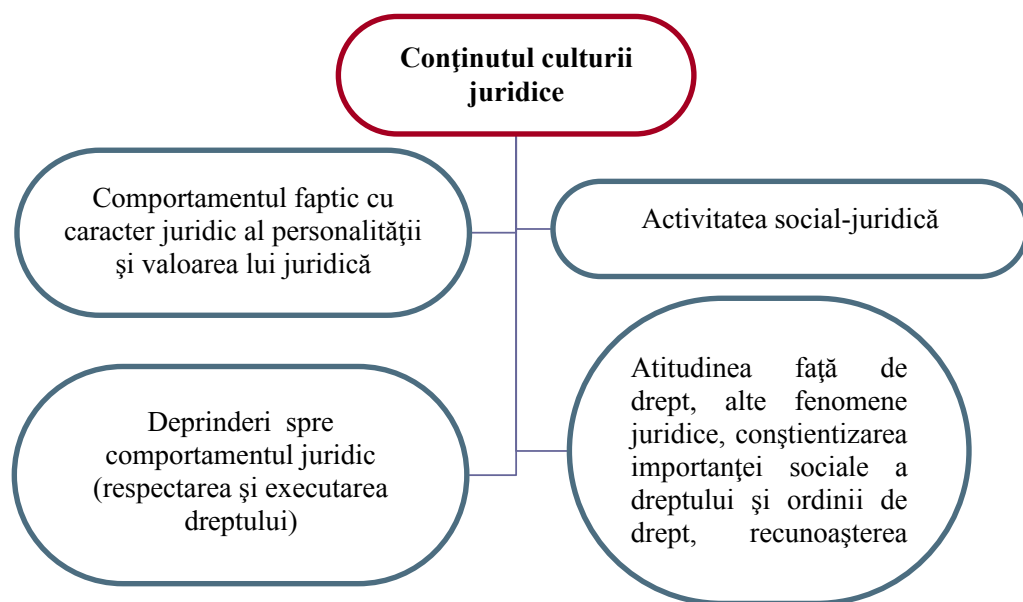 Conţinutul culturii
juridice
Comportamentul faptic cu
caracter juridic al personalităţii
şi valoarea lui juridică
Activitatea social-juridică
Deprinderi spre
comportamentul juridic
(respectarea şi executarea
dreptului)
Atitudinea faţă de
drept, alte fenomene
juridice, conştientizarea
importanţei sociale a
dreptului şi ordinii de
drept, recunoaşterea